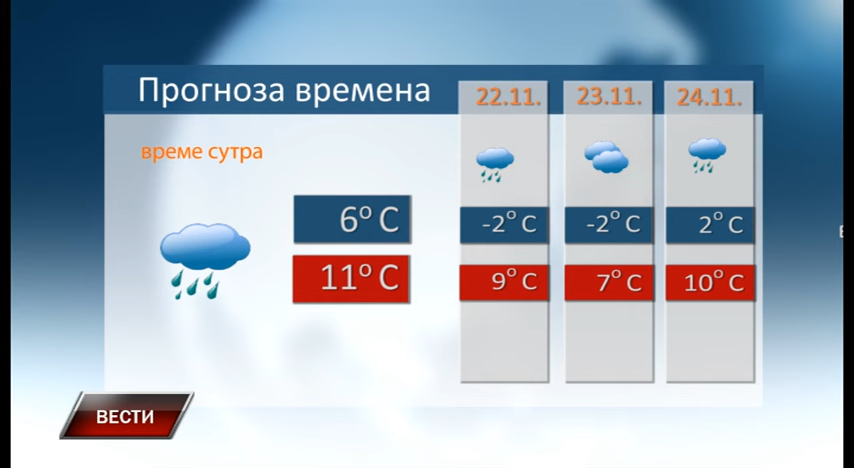 Прогноза времена
време сутра
6° C
11° C
22.11.
23.11.
24.11.
-2° C
-2° C
2° C
9° C
7° C
10° C
ВЕСТИ